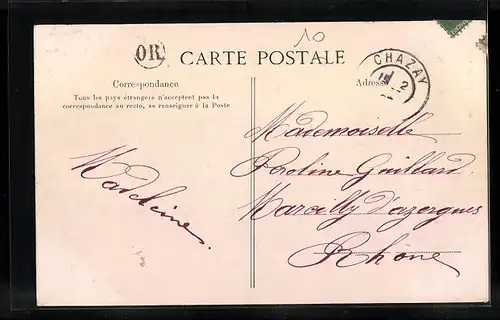 10
OR
CARTE POSTALE
CHAZAY
2
Correspondance
Adresse
Tous les pays étrangers n'acceptent pas la
correspondance au recto, se renseigner à la Poste
Mademoiselle
Guillard
Marcilly d'azergues
Rhône
Madeleine